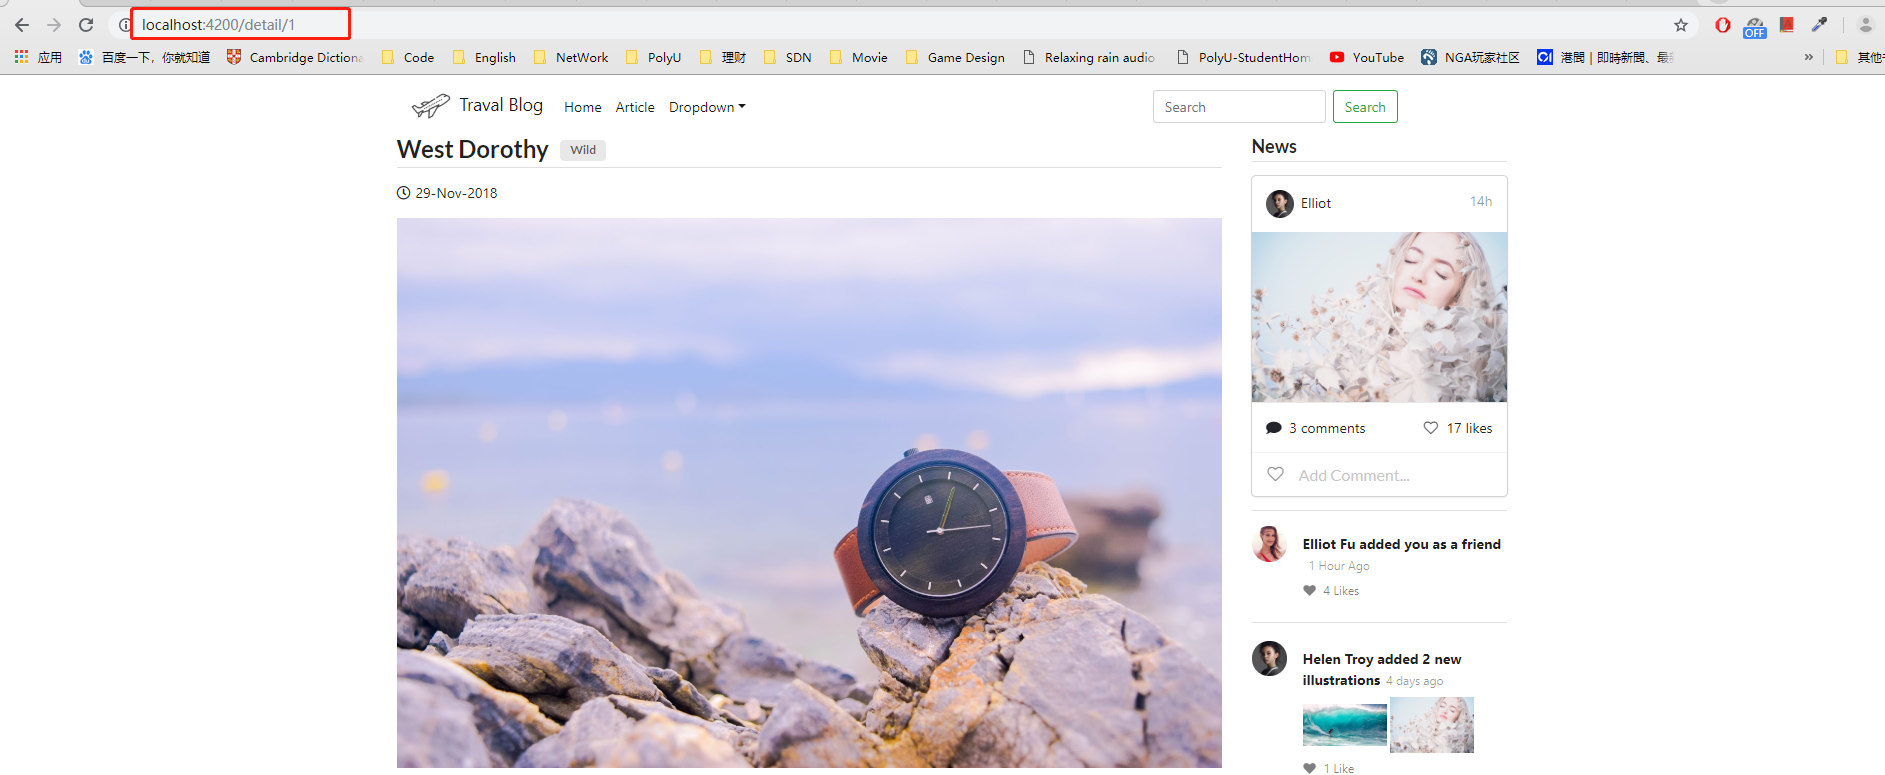 localhost:4200/detail/1
OFF
应用 百度一下，你就知道 Cambridge Dictiona Code English NetWork PolyU 理财 SDN Movie Game Design Relaxing rain audio PolyU-StudentHom YouTube NGA玩家社区 港聞 | 即時新聞、最 » 其他
Traval Blog Home Article Dropdown Search Search
West Dorothy Wild
29-Nov-2018
News
Elliot 14h
3 comments 17 likes
Add Comment...
Elliot Fu added you as a friend
1 Hour Ago
4 Likes
Helen Troy added 2 new
illustrations 4 days ago
1 Like